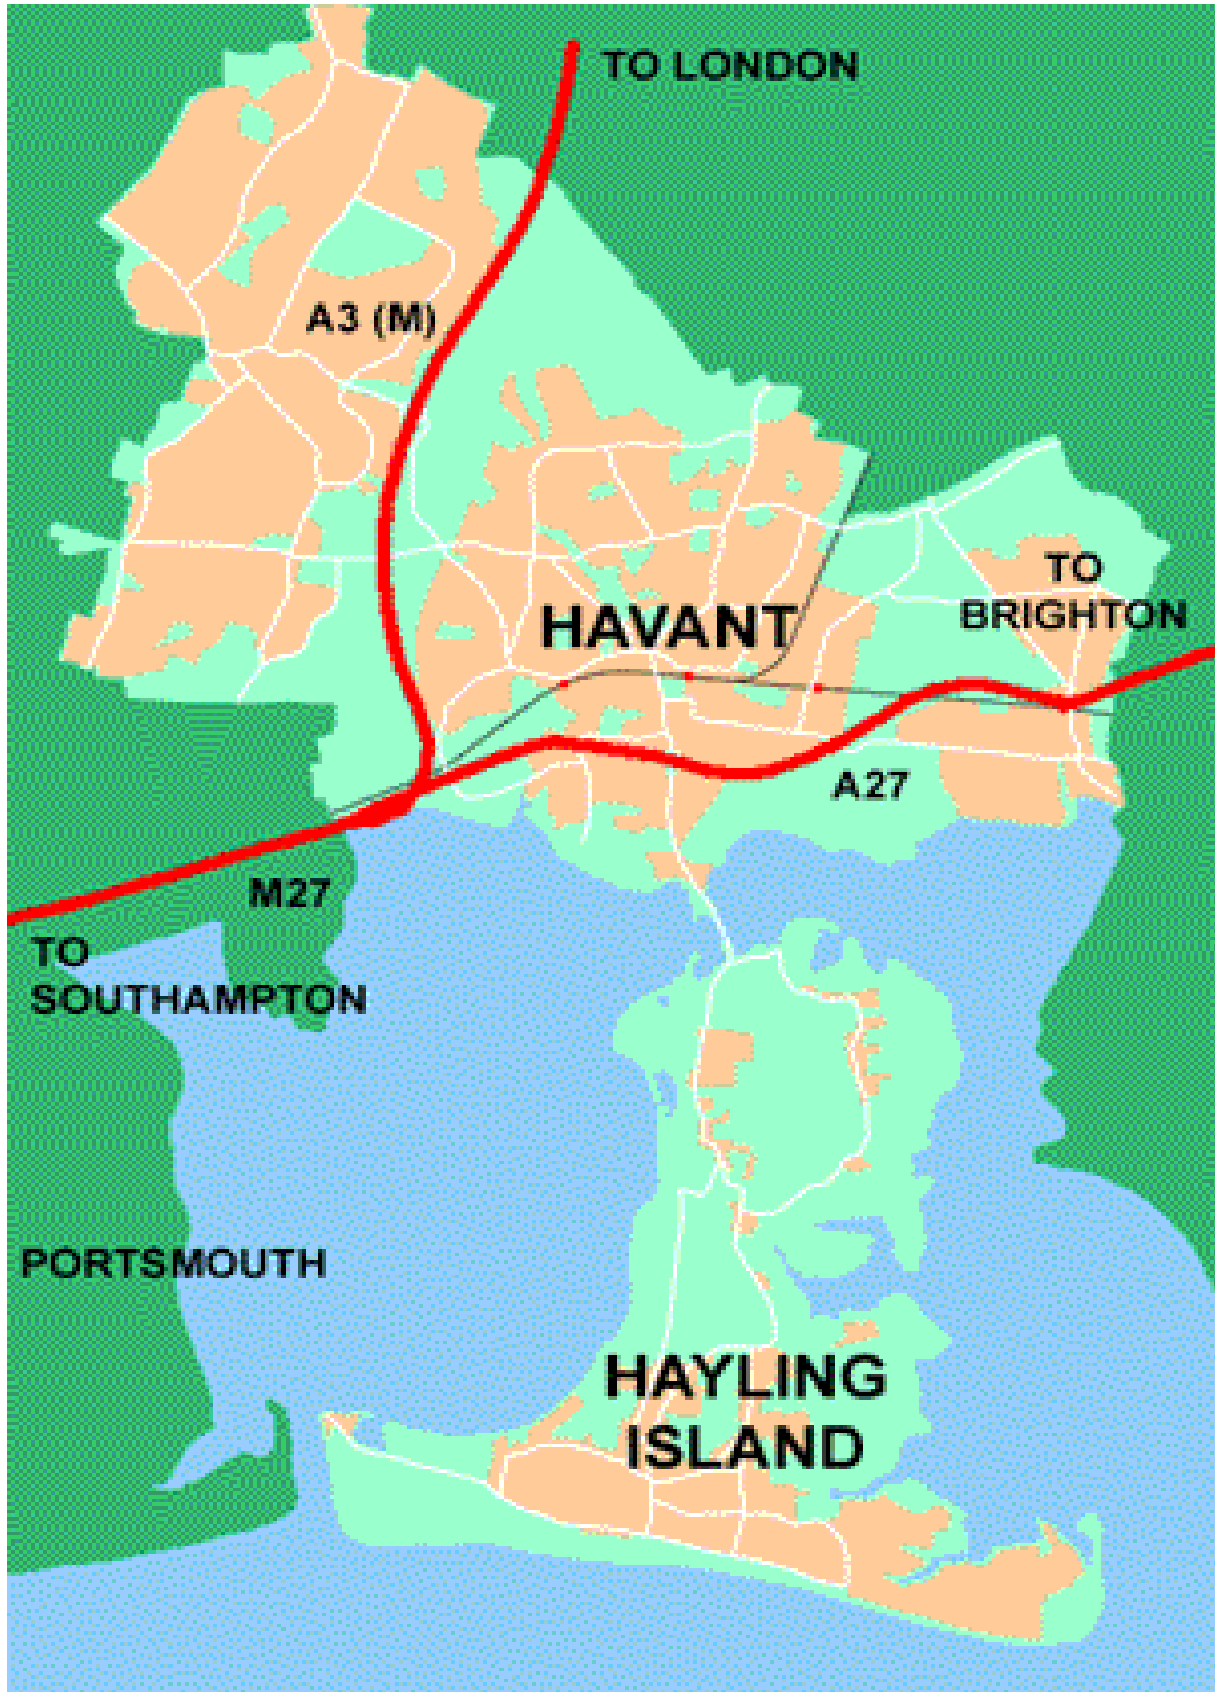 TO LONDON
A3 (M)
TO
BRIGHTON
HAVANT
A27
M27
TO
SOUTHAMPTON
PORTSMOUTH
HAYLING
ISLAND